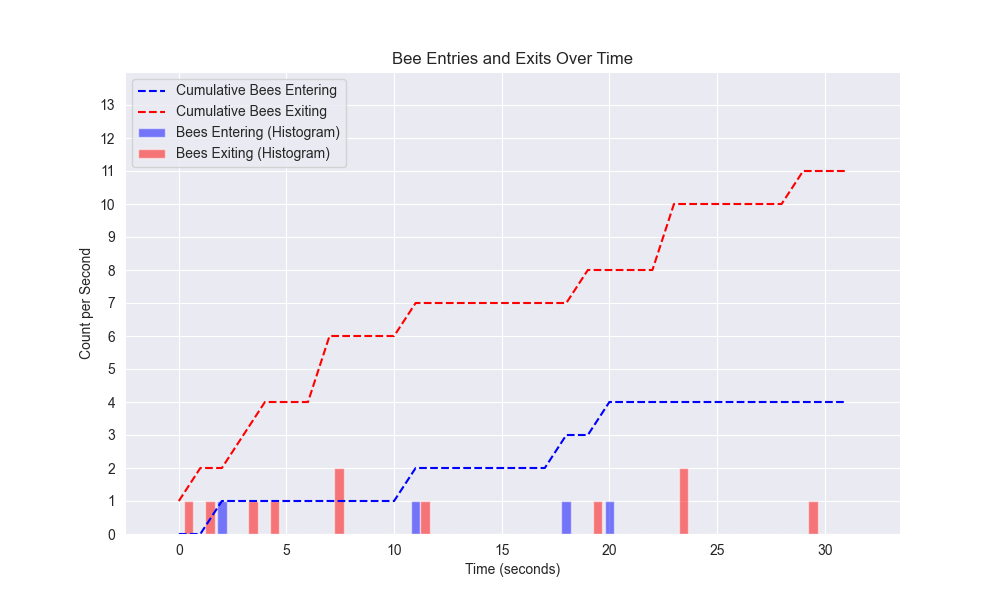 Bee Entries and Exits Over Time
Cumulative Bees Entering
Cumulative Bees Exiting
Bees Entering (Histogram)
Bees Exiting (Histogram)
Count per Second
13
12
11
10
9
8
7
6
5
4
3
2
1
0
0 5 10 15 20 25 30
Time (seconds)